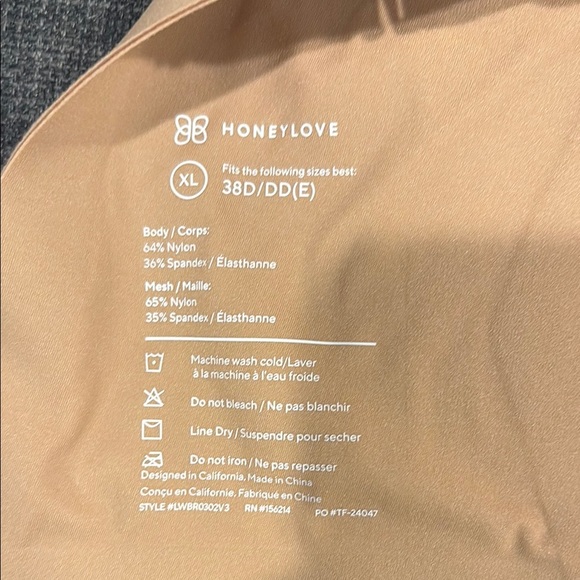 HONEYLOVE
XL
Fits the following sizes best:
38D/DD(E)
Body / Corps:
64% Nylon
36% Spandex / Élasthanne
Mesh / Maille:
65% Nylon
35% Spandex / Élasthanne
Machine wash cold/Laver
à la machine à l'eau froide
Do not bleach / Ne pas blanchir
Line Dry / Suspendre pour secher
Do not iron / Ne pas repasser
Designed in California, Made in China
Conçu en Californie, Fabriqué en Chine
STYLE #LWBR0302V3 RN #156214 PO #TF-24047